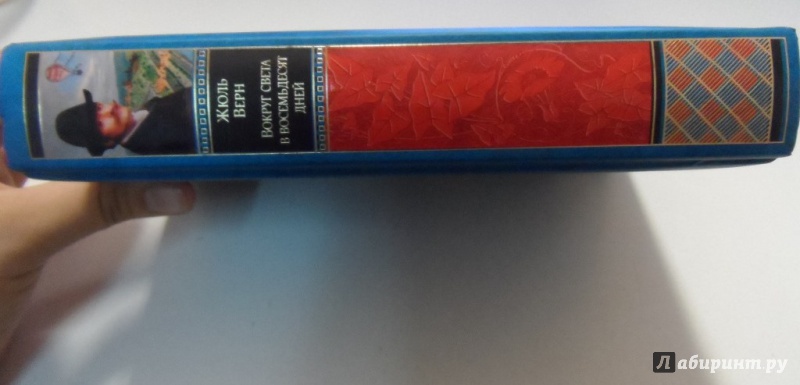 Жюль
Верн
Вокруг света
в восемьдесят
дней
Лабиринт.ру